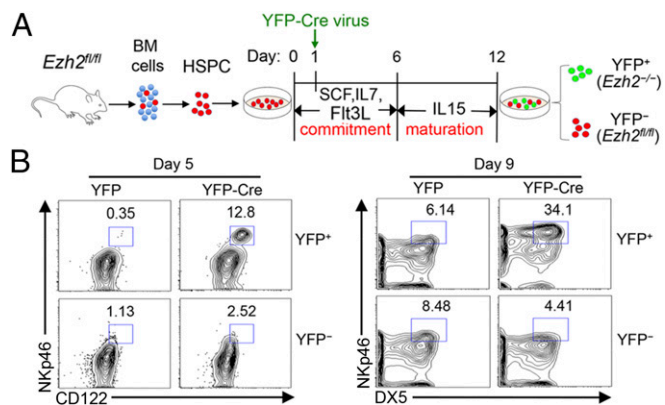 A
YFP-Cre virus
Ezh2fl/fl
BM cells
HSPC
Day: 0 1 6 12
SCF,IL7, Flt3L
commitment
IL15
maturation
YFP+
(Ezh2−/−)
YFP−
(Ezh2fl/fl)
B
Day 5
YFP YFP-Cre
0.35 12.8
YFP+
1.13 2.52
YFP−
NKp46
CD122
Day 9
YFP YFP-Cre
6.14 34.1
YFP+
8.48 4.41
YFP−
NKp46
DX5